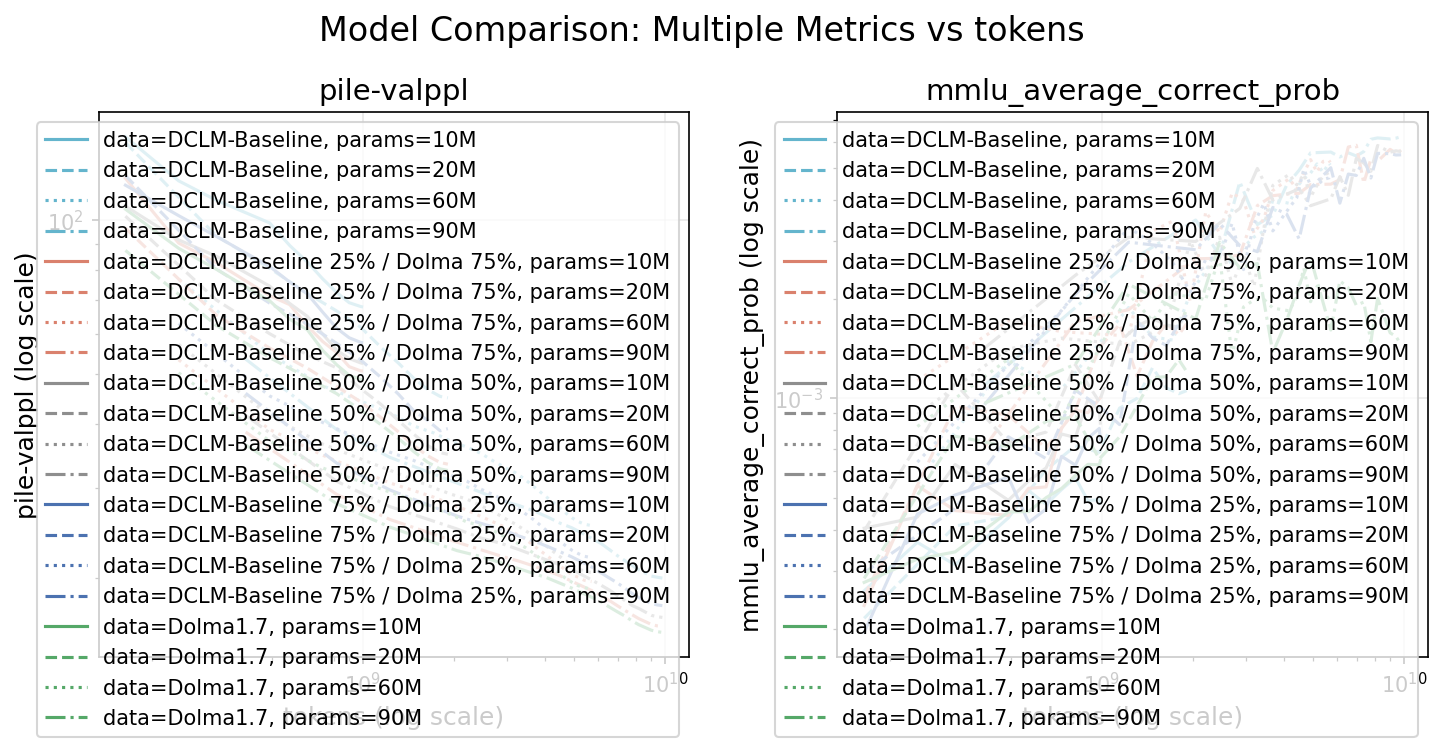 Model Comparison: Multiple Metrics vs tokens
pile-valppl
pile-valppl (log scale)
10²
data=DCLM-Baseline, params=10M
data=DCLM-Baseline, params=20M
data=DCLM-Baseline, params=60M
data=DCLM-Baseline, params=90M
data=DCLM-Baseline 25% / Dolma 75%, params=10M
data=DCLM-Baseline 25% / Dolma 75%, params=20M
data=DCLM-Baseline 25% / Dolma 75%, params=60M
data=DCLM-Baseline 25% / Dolma 75%, params=90M
data=DCLM-Baseline 50% / Dolma 50%, params=10M
data=DCLM-Baseline 50% / Dolma 50%, params=20M
data=DCLM-Baseline 50% / Dolma 50%, params=60M
data=DCLM-Baseline 50% / Dolma 50%, params=90M
data=DCLM-Baseline 75% / Dolma 25%, params=10M
data=DCLM-Baseline 75% / Dolma 25%, params=20M
data=DCLM-Baseline 75% / Dolma 25%, params=60M
data=DCLM-Baseline 75% / Dolma 25%, params=90M
data=Dolma1.7, params=10M
data=Dolma1.7, params=20M
data=Dolma1.7, params=60M
data=Dolma1.7, params=90M
10⁹ 10¹⁰
tokens (log scale)
mmlu_average_correct_prob
mmlu_average_correct_prob (log scale)
10⁻³
data=DCLM-Baseline, params=10M
data=DCLM-Baseline, params=20M
data=DCLM-Baseline, params=60M
data=DCLM-Baseline, params=90M
data=DCLM-Baseline 25% / Dolma 75%, params=10M
data=DCLM-Baseline 25% / Dolma 75%, params=20M
data=DCLM-Baseline 25% / Dolma 75%, params=60M
data=DCLM-Baseline 25% / Dolma 75%, params=90M
data=DCLM-Baseline 50% / Dolma 50%, params=10M
data=DCLM-Baseline 50% / Dolma 50%, params=20M
data=DCLM-Baseline 50% / Dolma 50%, params=60M
data=DCLM-Baseline 50% / Dolma 50%, params=90M
data=DCLM-Baseline 75% / Dolma 25%, params=10M
data=DCLM-Baseline 75% / Dolma 25%, params=20M
data=DCLM-Baseline 75% / Dolma 25%, params=60M
data=DCLM-Baseline 75% / Dolma 25%, params=90M
data=Dolma1.7, params=10M
data=Dolma1.7, params=20M
data=Dolma1.7, params=60M
data=Dolma1.7, params=90M
10⁹ 10¹⁰
tokens (log scale)